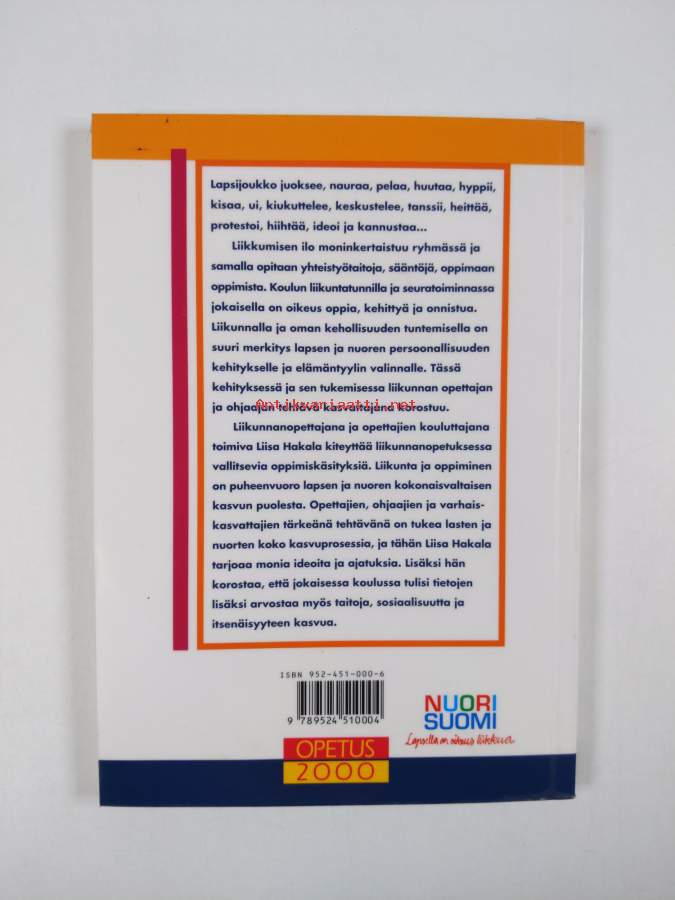 Lapsijoukko juoksee, nauraa, pelaa, huutaa, hyppii,
kisaa, ui, kiukuttelee, keskustelee, tanssii, heittää,
protestoi, hiihtää, ideoi ja kannustaa...
Liikkumisen ilo moninkertaistuu ryhmässä ja
samalla opitaan yhteistyötaitoja, sääntöjä, oppimaan
oppimista. Koulun liikuntatunnilla ja seuratoiminnassa
jokaisella on oikeus oppia, kehittyä ja onnistua.
Liikunnalla ja oman kehollisuuden tuntemisella on
suuri merkitys lapsen ja nuoren persoonallisuuden
kehitykselle ja elämäntyylin valinnalle. Tässä
kehityksessä ja sen tukemisessa liikunnan opettajan
Antikvariaatti.net
ja ohjaajan tehtävä kasvattajana korostuu.
Liikunnanopettajana ja opettajien kouluttajana
toimiva Liisa Hakala kiteyttää liikunnanopetuksessa
vallitsevia oppimiskäsityksiä. Liikunta ja oppiminen
on puheenvuoro lapsen ja nuoren kokonaisvaltaisen
kasvun puolesta. Opettajien, ohjaajien ja varhais-
kasvattajien tärkeänä tehtävänä on tukea lasten ja
nuorten koko kasvuprosessia, ja tähän Liisa Hakala
tarjoaa monia ideoita ja ajatuksia. Lisäksi hän
korostaa, että jokaisessa koulussa tulisi tietojen
lisäksi arvostaa myös taitoja, sosiaalisuutta ja
itsenäisyyteen kasvua.
ISBN 952-451-000-6
9 789524 510004
NUORI
SUOMI
Lapsella on oikeus liikkua
OPETUS
2000